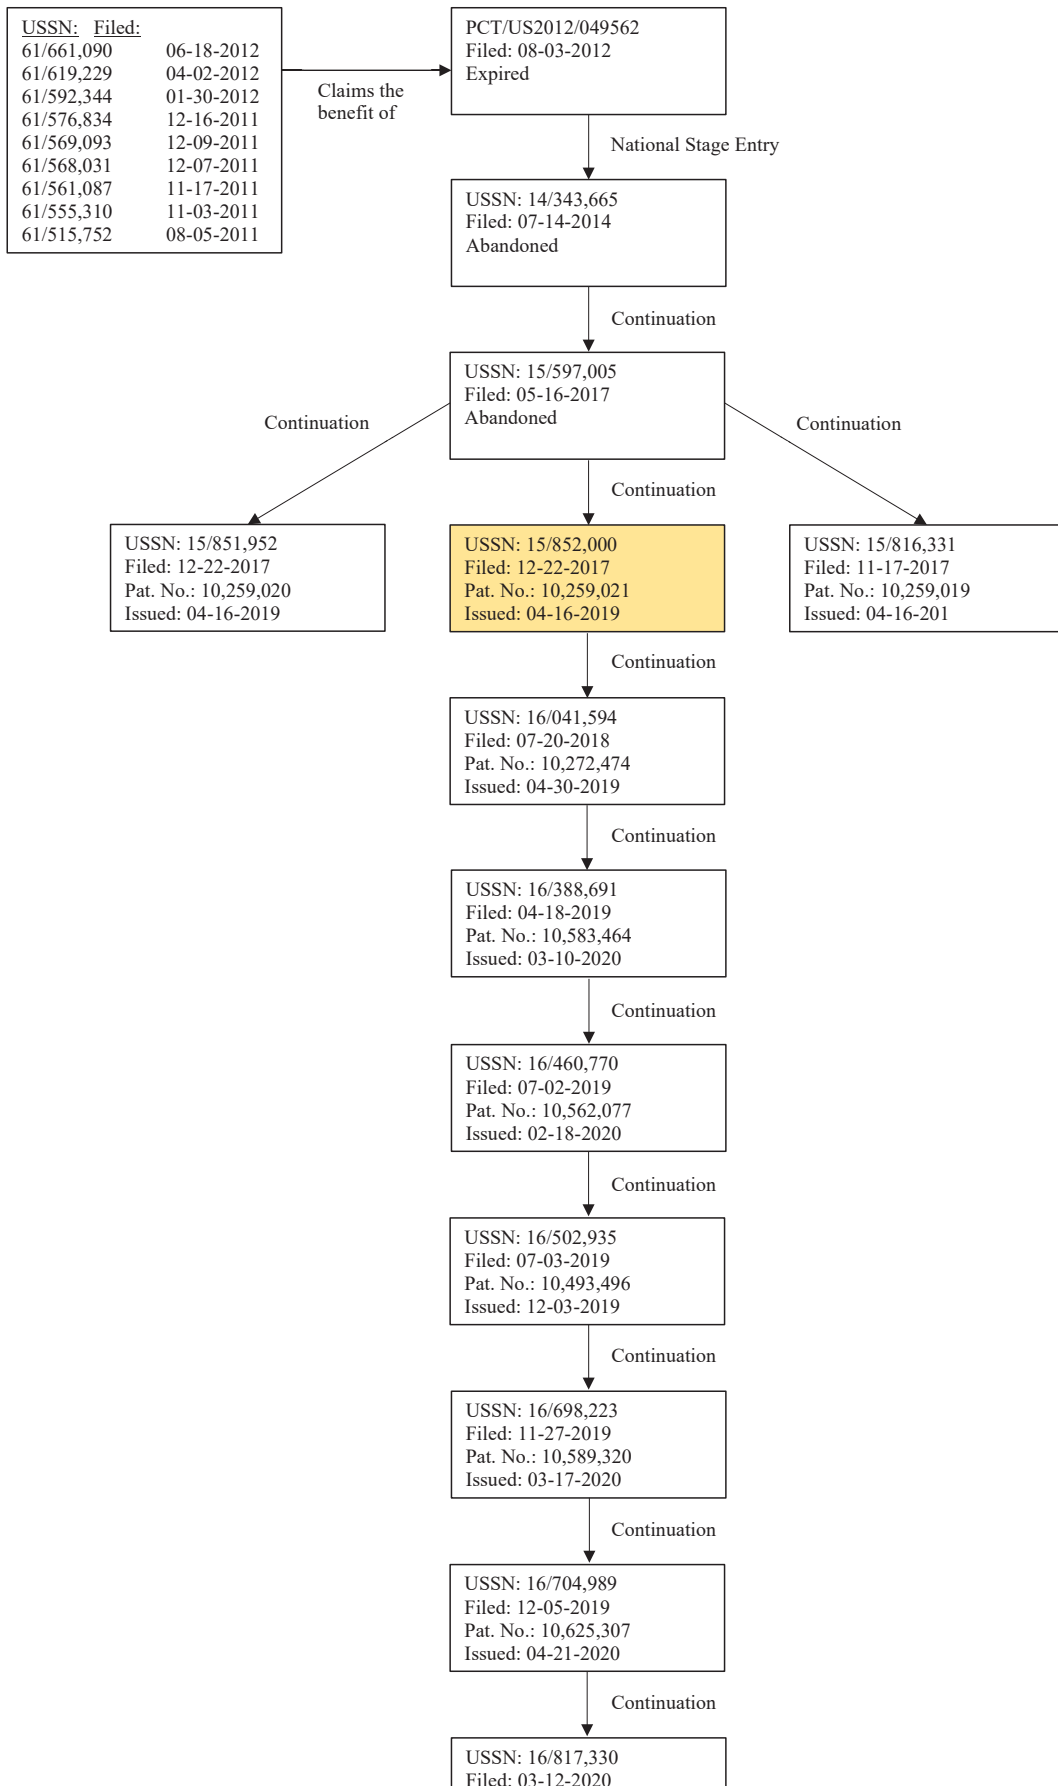 USSN: Filed:
61/661,090 06-18-2012
61/619,229 04-02-2012
61/592,344 01-30-2012
61/576,834 12-16-2011
61/569,093 12-09-2011
61/568,031 12-07-2011
61/561,087 11-17-2011
61/555,310 11-03-2011
61/515,752 08-05-2011
Claims the
benefit of
PCT/US2012/049562
Filed: 08-03-2012
Expired
National Stage Entry
USSN: 14/343,665
Filed: 07-14-2014
Abandoned
Continuation
USSN: 15/597,005
Filed: 05-16-2017
Abandoned
Continuation
Continuation
Continuation
USSN: 15/851,952
Filed: 12-22-2017
Pat. No.: 10,259,020
Issued: 04-16-2019
USSN: 15/852,000
Filed: 12-22-2017
Pat. No.: 10,259,021
Issued: 04-16-2019
USSN: 15/816,331
Filed: 11-17-2017
Pat. No.: 10,259,019
Issued: 04-16-201
Continuation
USSN: 16/041,594
Filed: 07-20-2018
Pat. No.: 10,272,474
Issued: 04-30-2019
Continuation
USSN: 16/388,691
Filed: 04-18-2019
Pat. No.: 10,583,464
Issued: 03-10-2020
Continuation
USSN: 16/460,770
Filed: 07-02-2019
Pat. No.: 10,562,077
Issued: 02-18-2020
Continuation
USSN: 16/502,935
Filed: 07-03-2019
Pat. No.: 10,493,496
Issued: 12-03-2019
Continuation
USSN: 16/698,223
Filed: 11-27-2019
Pat. No.: 10,589,320
Issued: 03-17-2020
Continuation
USSN: 16/704,989
Filed: 12-05-2019
Pat. No.: 10,625,307
Issued: 04-21-2020
Continuation
USSN: 16/817,330
Filed: 03-12-2020